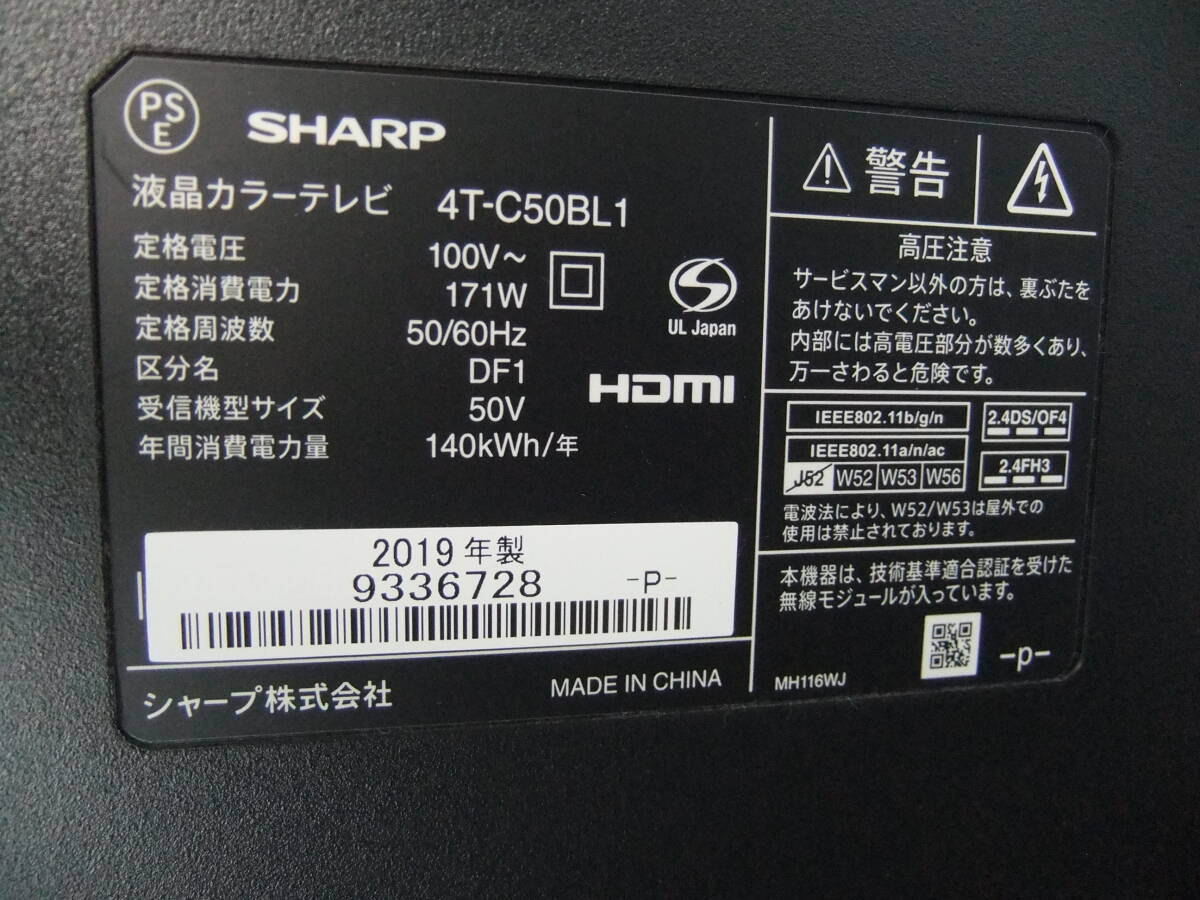 PSE
SHARP
液晶カラーテレビ 4T-C50BL1
定格電圧 100V～
定格消費電力 171W
定格周波数 50/60Hz
区分名 DF1
受信機型サイズ 50V
年間消費電力量 140kWh/年
S
UL Japan
HDMI
2019 年製
9336728 -P-
シャープ株式会社 MADE IN CHINA
警告
高圧注意
サービスマン以外の方は、裏ぶたを
あけないでください。
内部には高電圧部分が数多くあり、
万一さわると危険です。
IEEE802.11b/g/n 2.4DS/OF4
IEEE802.11a/n/ac
J52 W52 W53 W56 2.4FH3
電波法により、W52/W53は屋外での
使用は禁止されております。
本機器は、技術基準適合認証を受けた
無線モジュールが入っています。
MH116WJ -p-